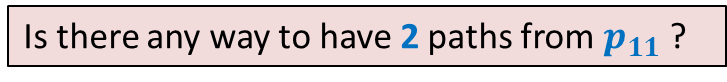 Is there any way to have 2 paths from p₁₁ ?